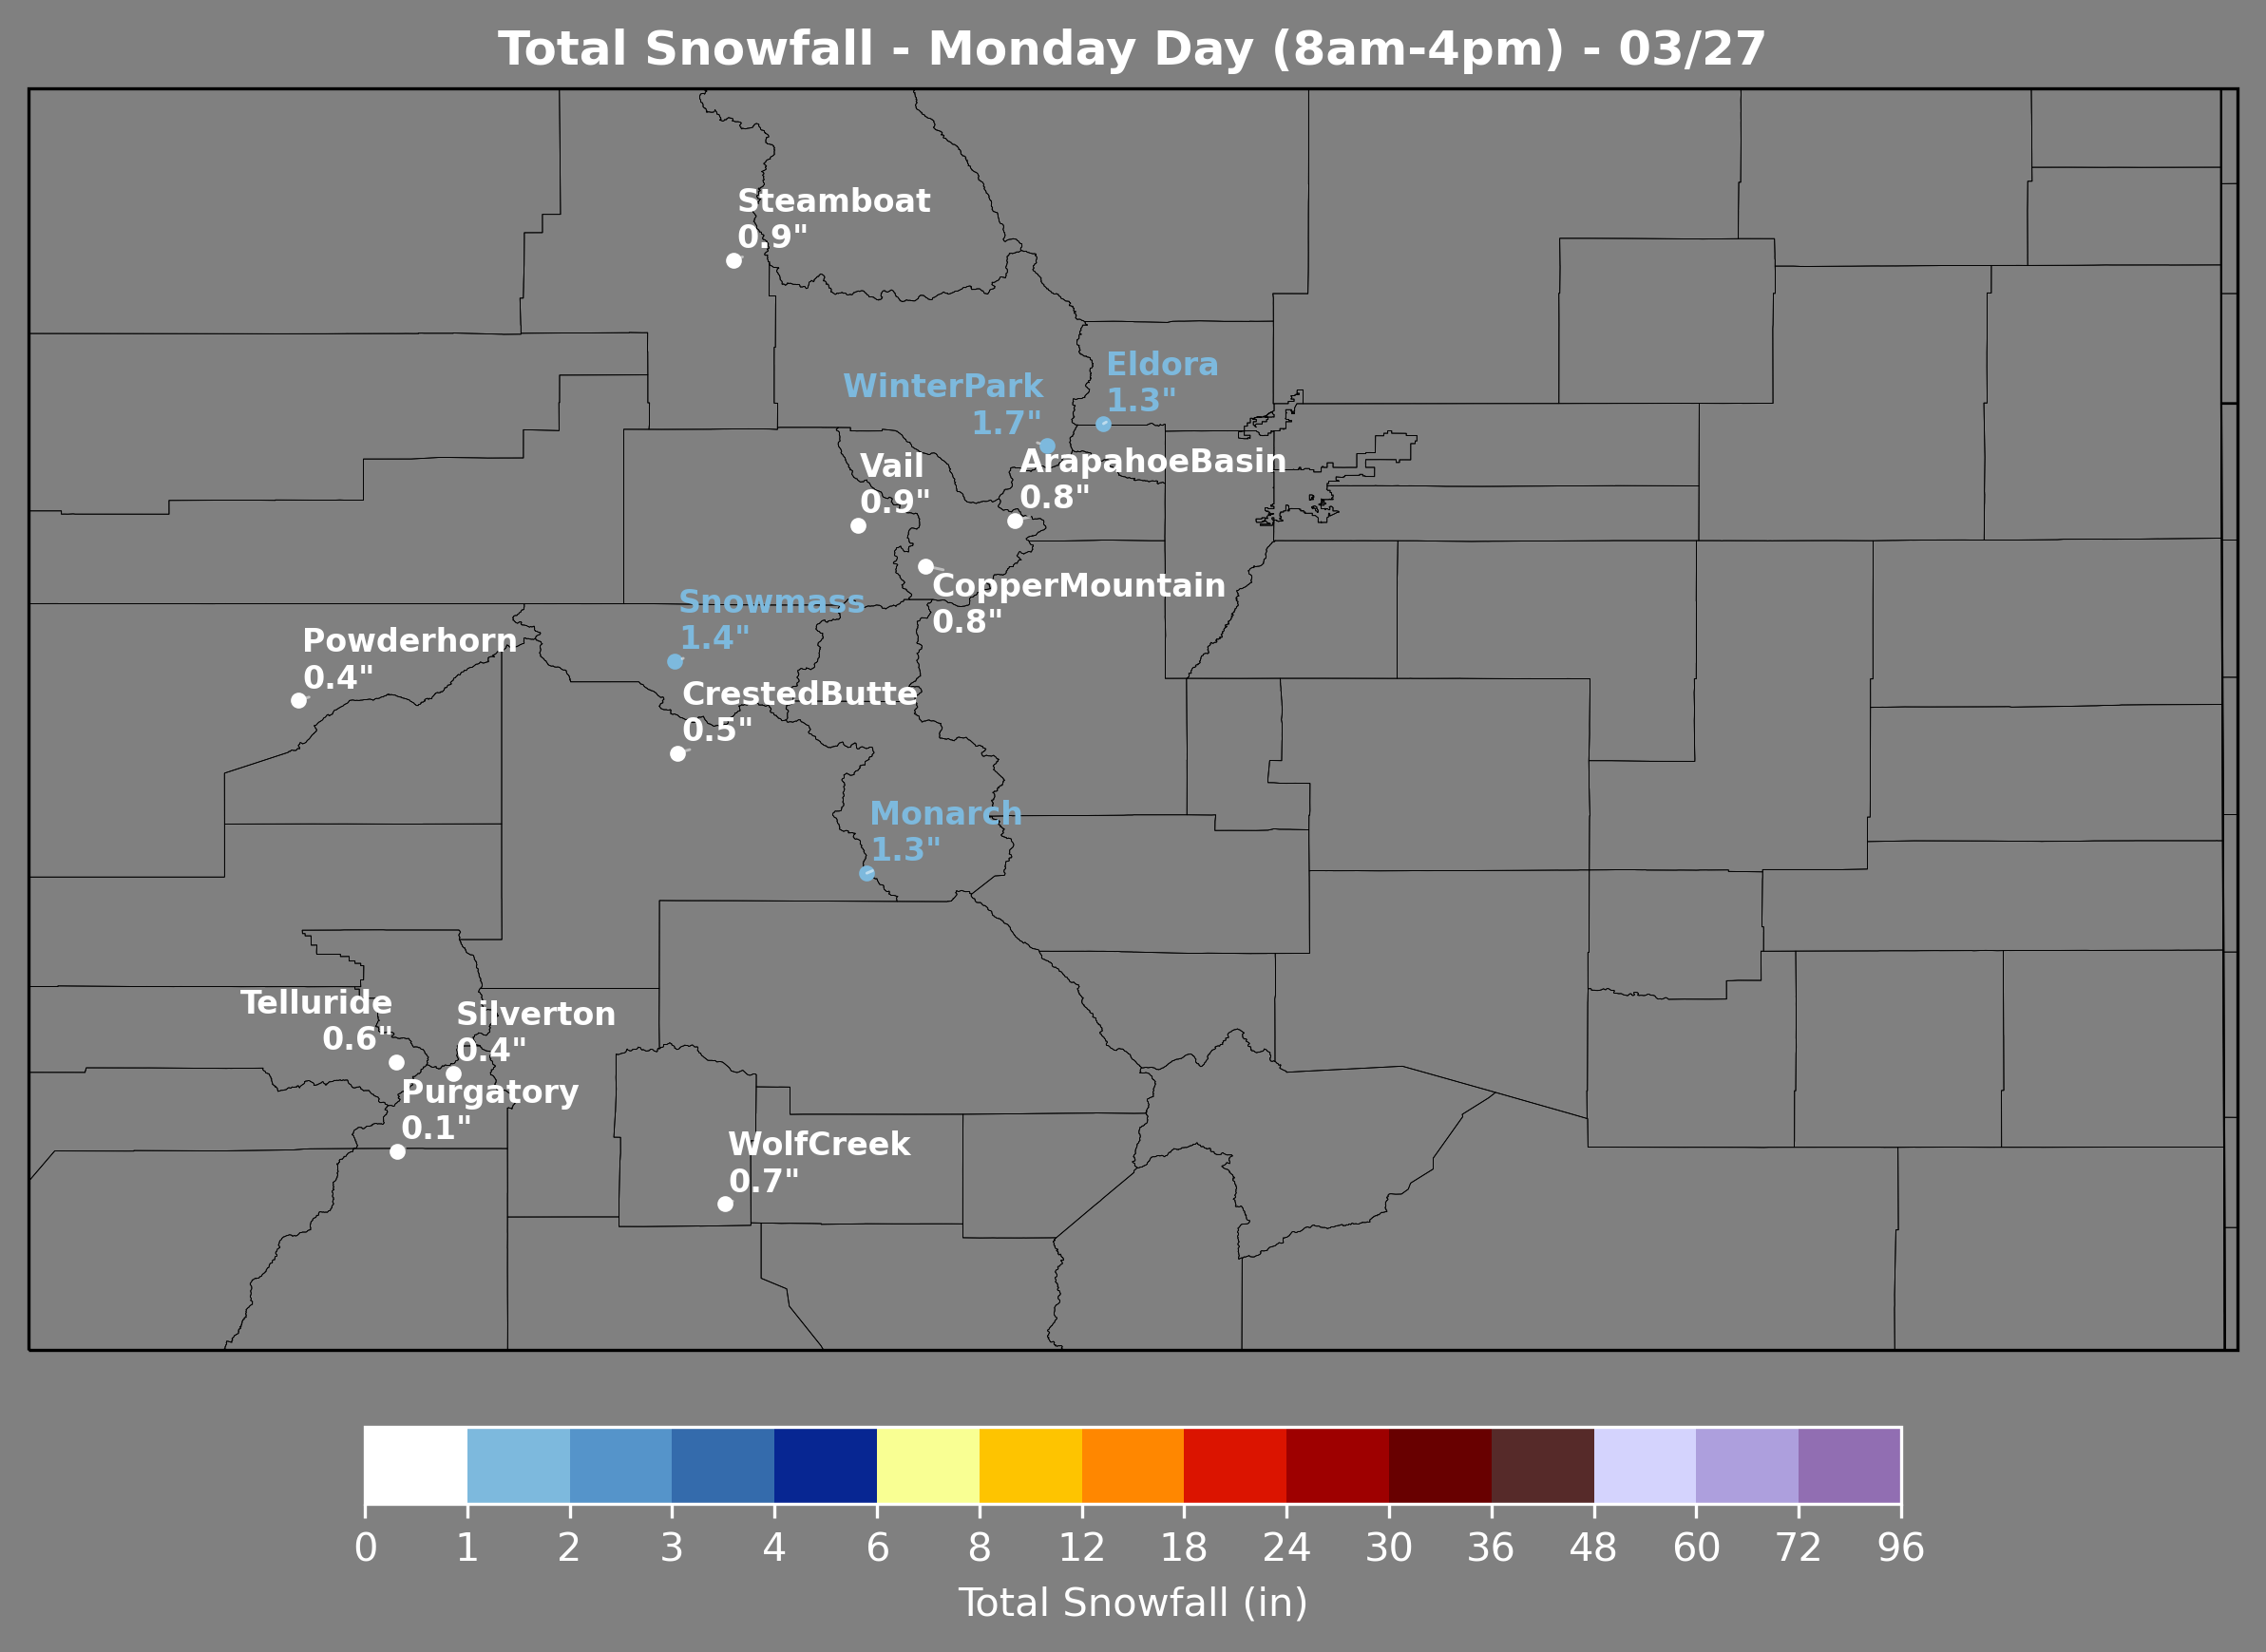 Total Snowfall - Monday Day (8am-4pm) - 03/27
Steamboat
0.9"
Eldora
1.3"
WinterPark
1.7"
ArapahoeBasin
0.8"
Vail
0.9"
CopperMountain
0.8"
Snowmass
1.4"
Powderhorn
0.4"
CrestedButte
0.5"
Monarch
1.3"
Telluride
0.6"
Silverton
0.4"
Purgatory
0.1"
WolfCreek
0.7"
0 1 2 3 4 6 8 12 18 24 30 36 48 60 72 96
Total Snowfall (in)